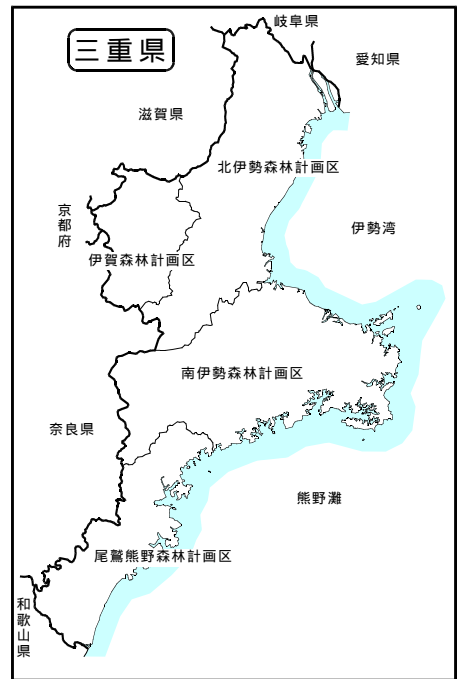 三重県
岐阜県
愛知県
滋賀県
北伊勢森林計画区
京都府
伊勢湾
伊賀森林計画区
南伊勢森林計画区
奈良県
熊野灘
尾鷲熊野森林計画区
和歌山県